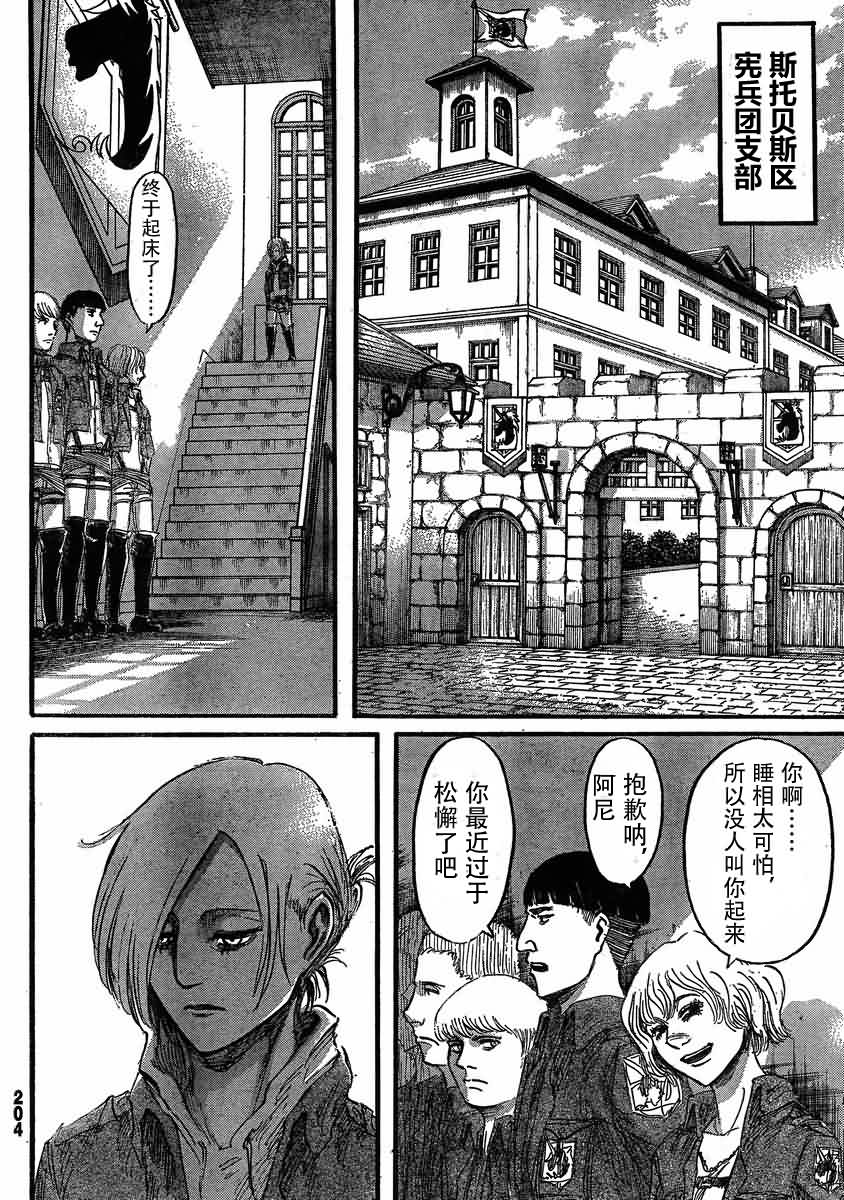 斯托贝斯区
宪兵团支部
终于起床了……
你啊……
睡相太可怕,
所以没人叫你起来
抱歉呐,
阿尼
你最近过于
松懈了吧
204